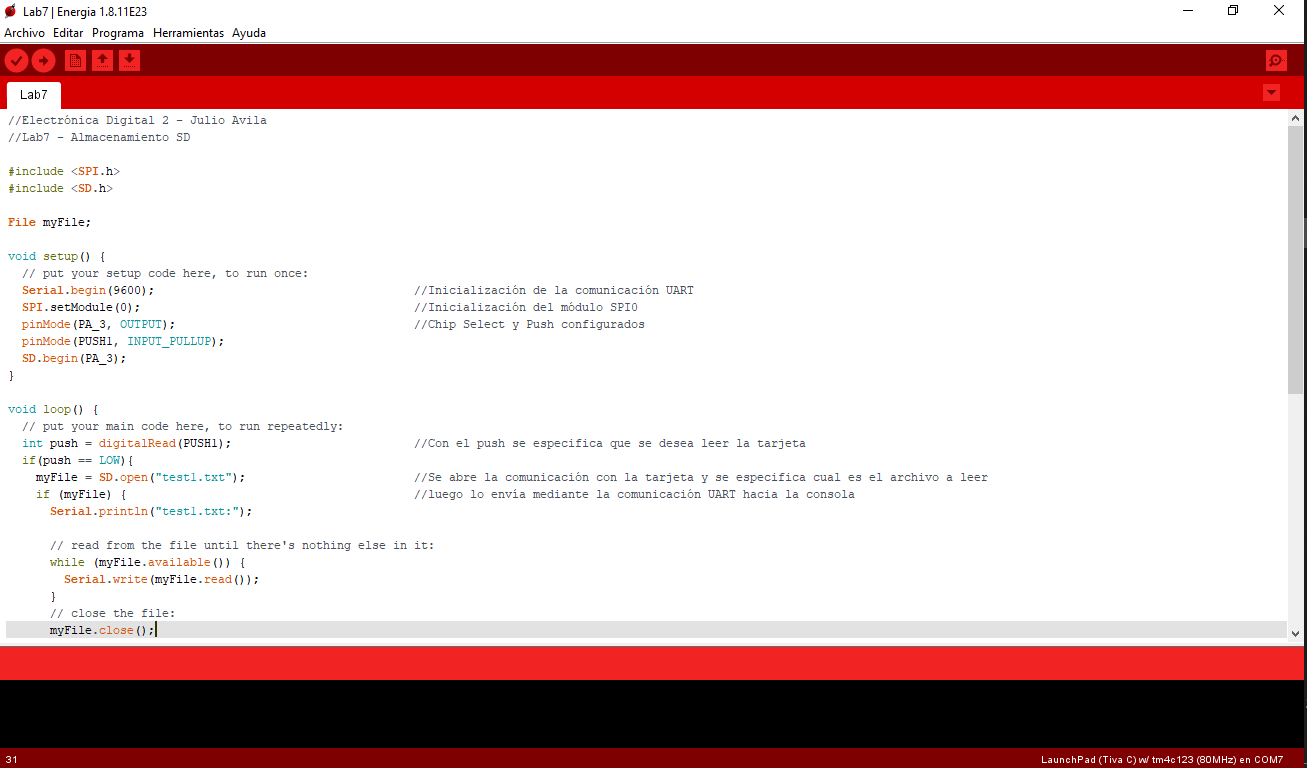 Lab7 | Energia 1.8.11E23
Archivo Editar Programa Herramientas Ayuda
Lab7
//Electrónica Digital 2 - Julio Avila
//Lab7 - Almacenamiento SD
#include <SPI.h>
#include <SD.h>
File myFile;
void setup() {
// put your setup code here, to run once:
Serial.begin(9600); //Inicialización de la comunicación UART
SPI.setModule(0); //Inicialización del módulo SPI0
pinMode(PA_3, OUTPUT); //Chip Select y Push configurados
pinMode(PUSH1, INPUT_PULLUP);
SD.begin(PA_3);
}
void loop() {
// put your main code here, to run repeatedly:
int push = digitalRead(PUSH1); //Con el push se especifica que se desea leer la tarjeta
if(push == LOW){
myFile = SD.open("test1.txt"); //Se abre la comunicación con la tarjeta y se especifica cual es el archivo a leer
if (myFile) { //luego lo envía mediante la comunicación UART hacia la consola
Serial.println("test1.txt:");
// read from the file until there's nothing else in it:
while (myFile.available()) {
Serial.write(myFile.read());
}
// close the file:
myFile.close();
31 LaunchPad (Tiva C) w/ tm4c123 (80MHz) en COM7